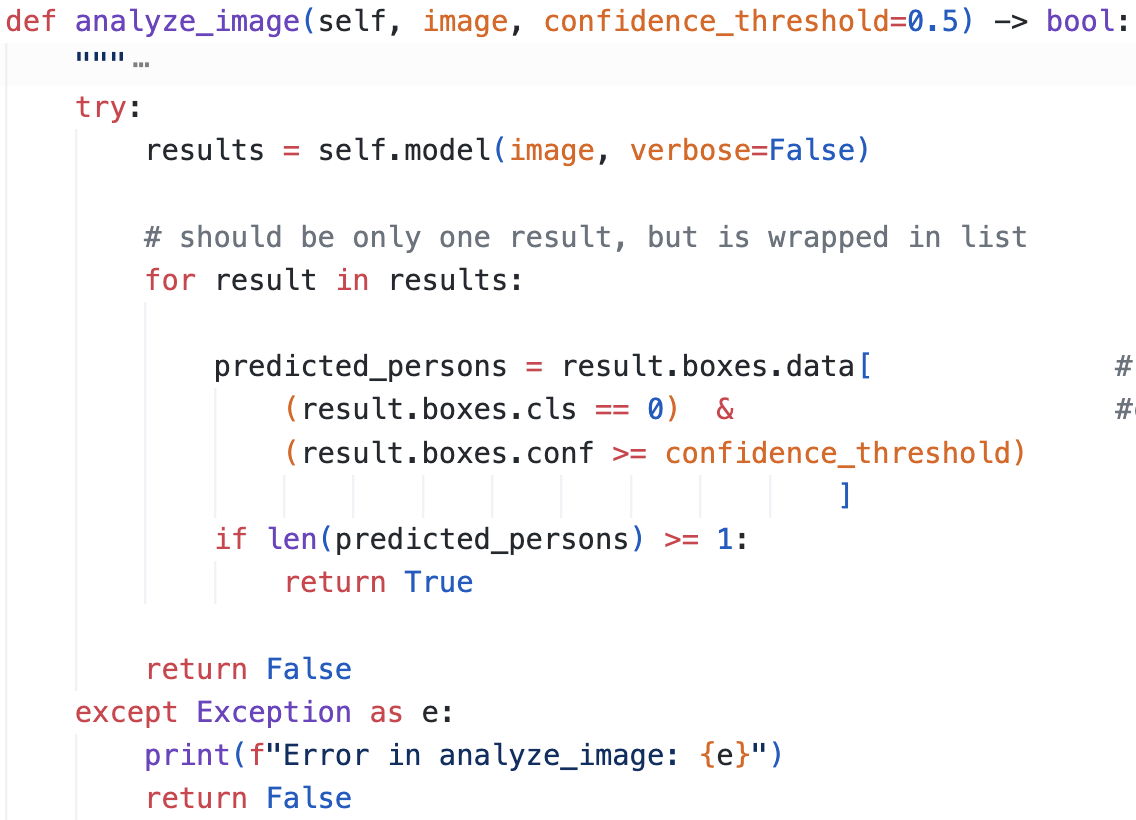 def analyze_image(self, image, confidence_threshold=0.5) -> bool:
    """…
    try:
        results = self.model(image, verbose=False)
        # should be only one result, but is wrapped in list
        for result in results:
            predicted_persons = result.boxes.data[              #
                (result.boxes.cls == 0)  &                      #
                (result.boxes.conf >= confidence_threshold)
                                                ]
            if len(predicted_persons) >= 1:
                return True
        return False
    except Exception as e:
        print(f"Error in analyze_image: {e}")
        return False